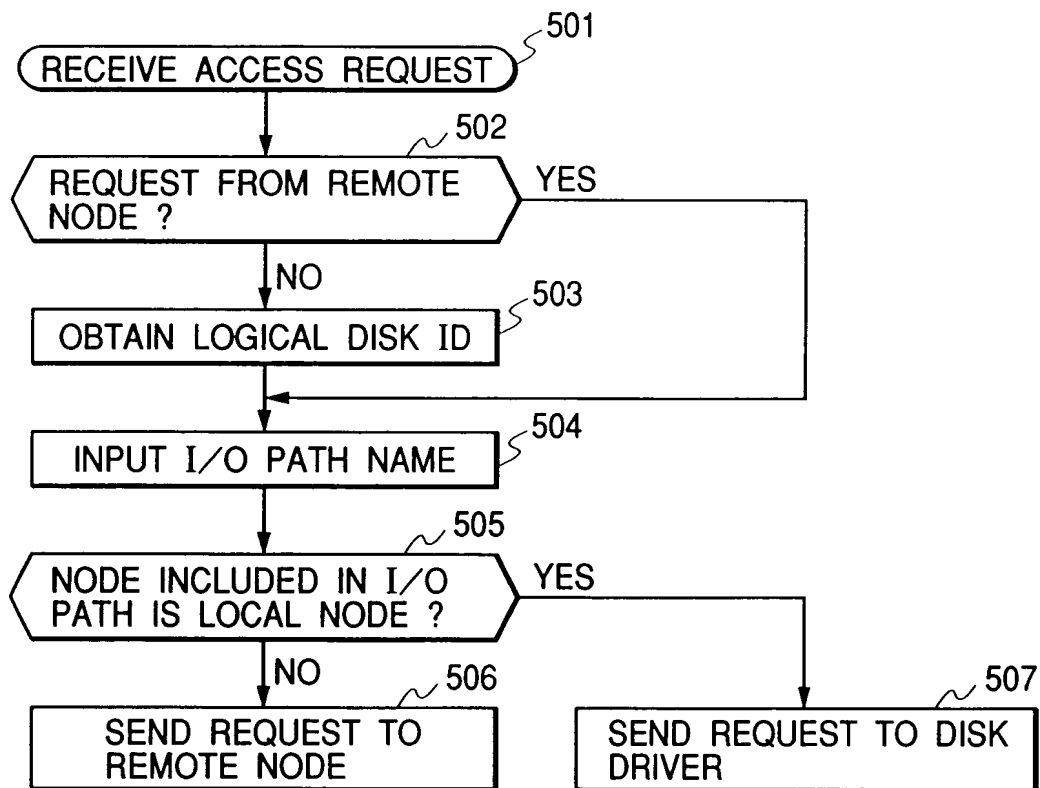 501
RECEIVE ACCESS REQUEST
502
REQUEST FROM REMOTE
NODE ?
YES
NO
503
OBTAIN LOGICAL DISK ID
504
INPUT I/O PATH NAME
505
NODE INCLUDED IN I/O
PATH IS LOCAL NODE ?
YES
NO
506
SEND REQUEST TO
REMOTE NODE
507
SEND REQUEST TO DISK
DRIVER